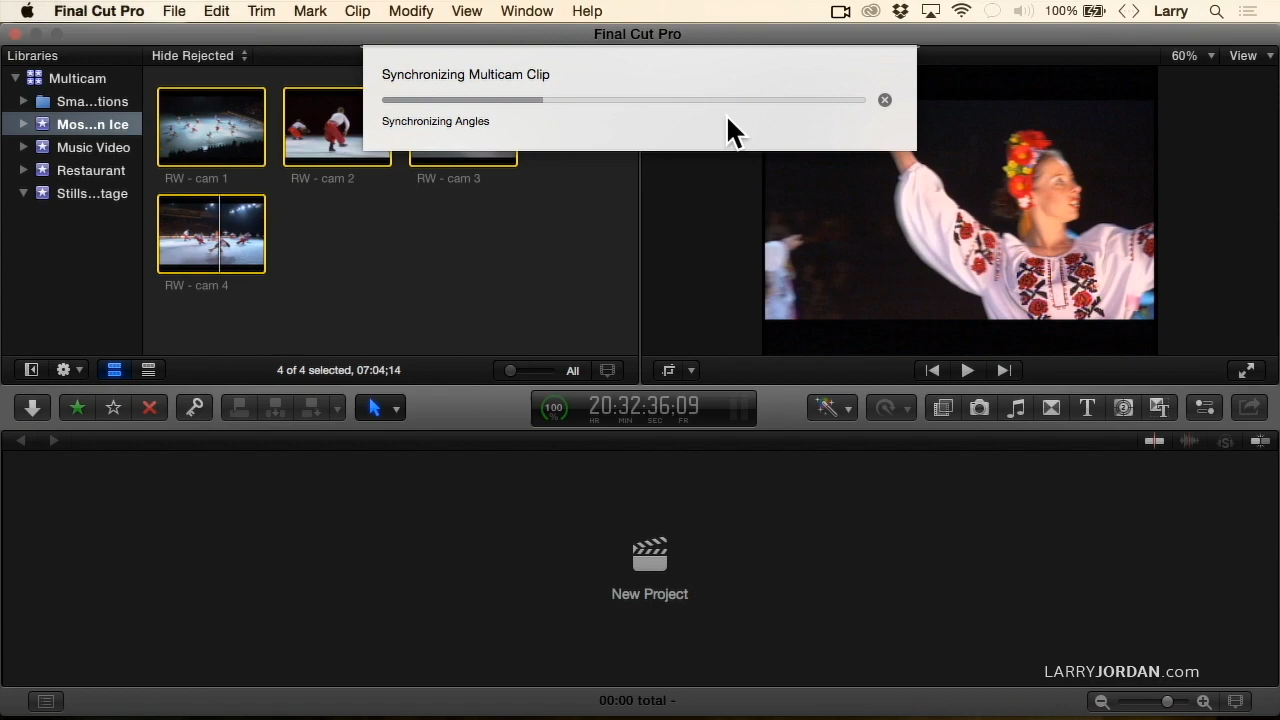 Final Cut Pro File Edit Trim Mark Clip Modify View Window Help 100% Larry
Final Cut Pro
Libraries Hide Rejected 60% View
Synchronizing Multicam Clip
Synchronizing Angles
Multicam
Sma...tions
Mos...n Ice
Music Video
Restaurant
Stills...tage
RW - cam 1 RW - cam 2 RW - cam 3
RW - cam 4
4 of 4 selected, 07:04;14 All
100 % 20:32:36;09
HR MIN SEC FR
New Project
LARRYJORDAN.com
00:00 total -